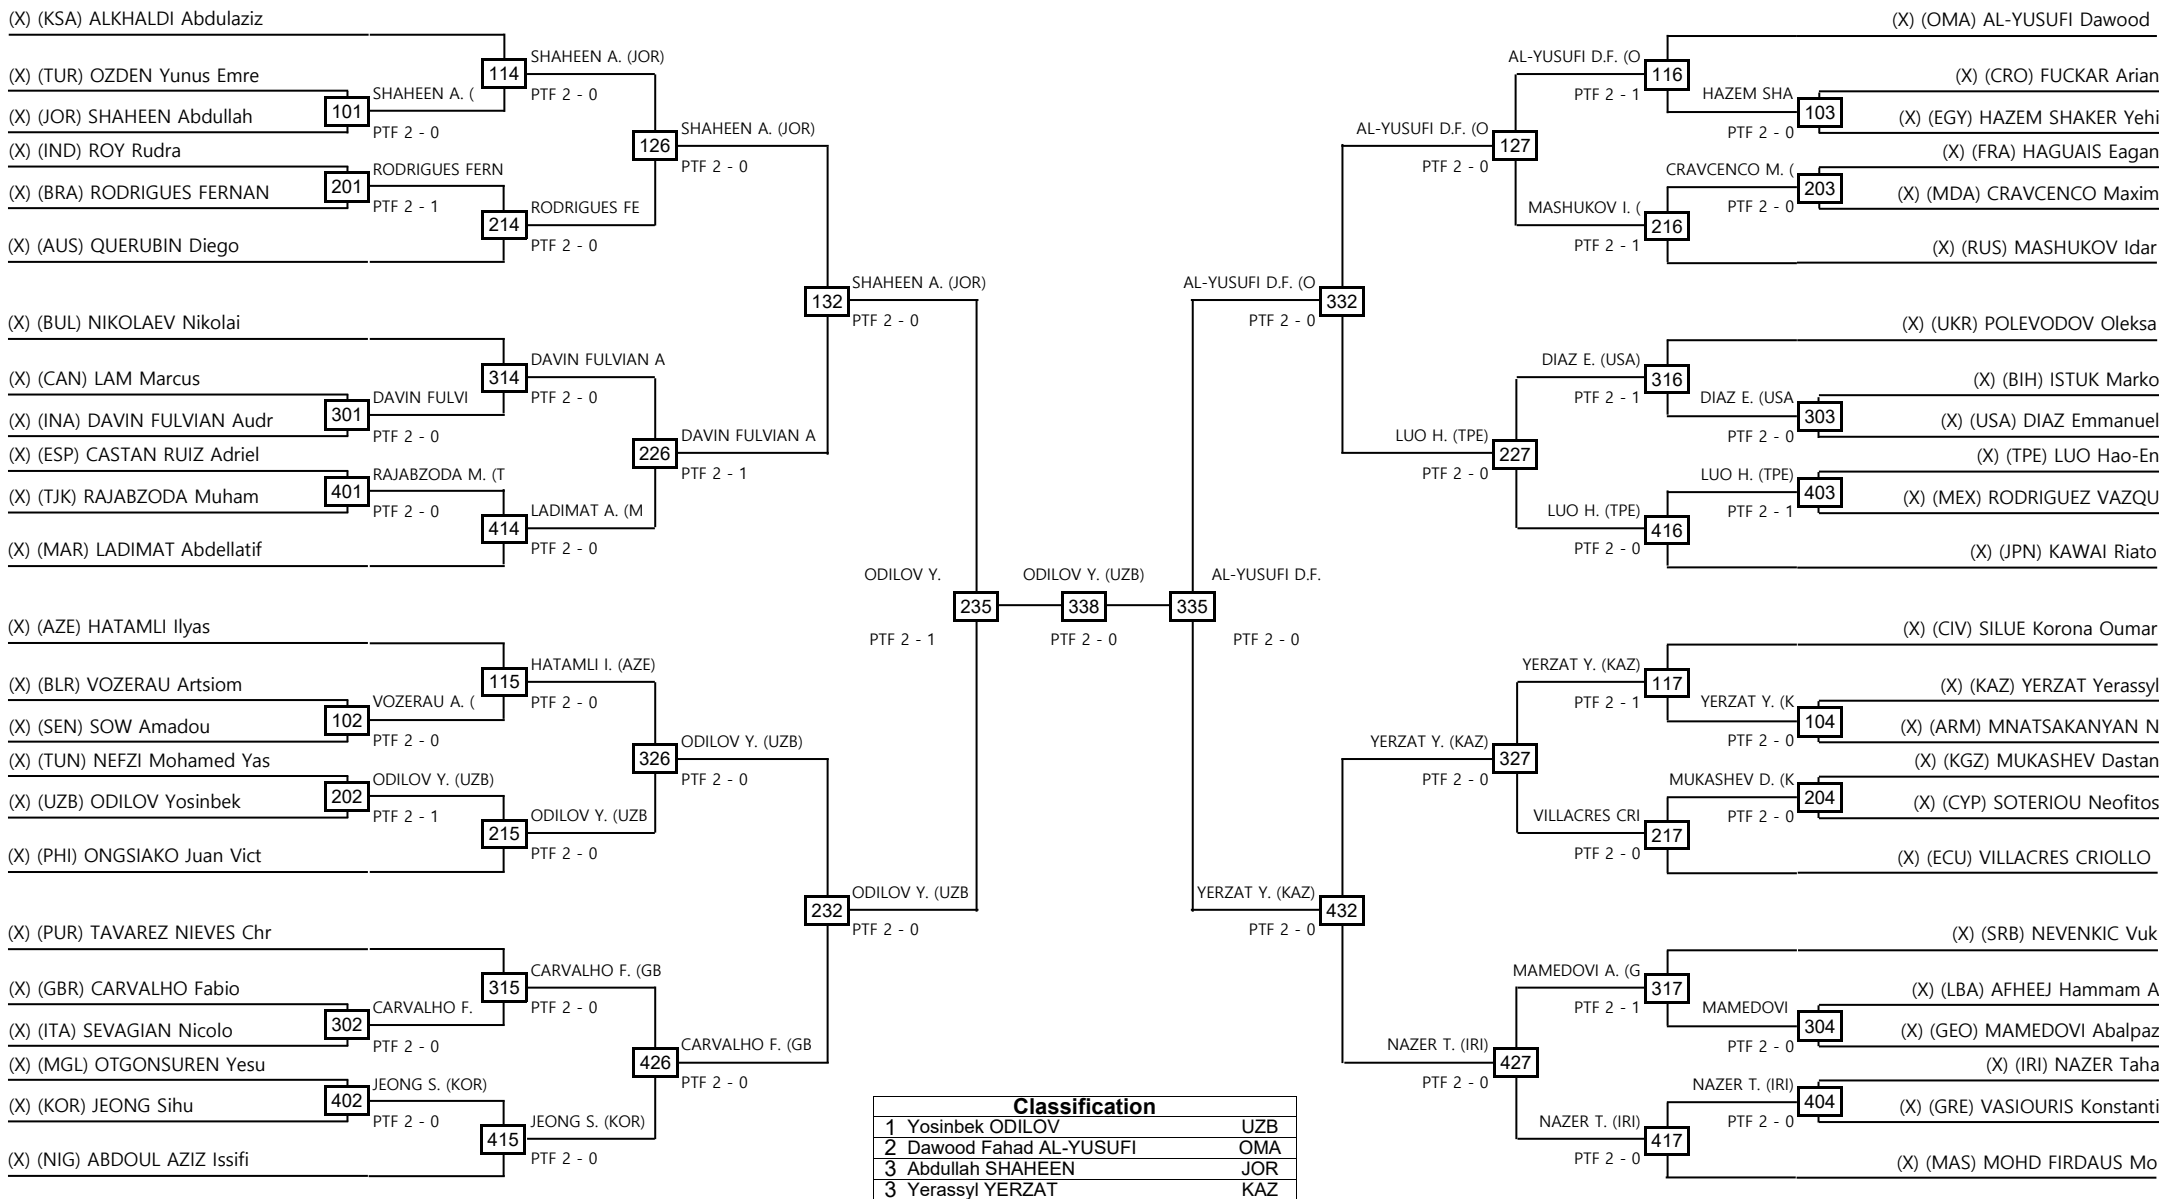 (X) (KSA) ALKHALDI Abdulaziz
(X) (TUR) OZDEN Yunus Emre
(X) (JOR) SHAHEEN Abdullah
(X) (IND) ROY Rudra
(X) (BRA) RODRIGUES FERNAN
(X) (AUS) QUERUBIN Diego
(X) (BUL) NIKOLAEV Nikolai
(X) (CAN) LAM Marcus
(X) (INA) DAVIN FULVIAN Audr
(X) (ESP) CASTAN RUIZ Adriel
(X) (TJK) RAJABZODA Muham
(X) (MAR) LADIMAT Abdellatif
(X) (AZE) HATAMLI Ilyas
(X) (BLR) VOZERAU Artsiom
(X) (SEN) SOW Amadou
(X) (TUN) NEFZI Mohamed Yas
(X) (UZB) ODILOV Yosinbek
(X) (PHI) ONGSIAKO Juan Vict
(X) (PUR) TAVAREZ NIEVES Chr
(X) (GBR) CARVALHO Fabio
(X) (ITA) SEVAGIAN Nicolo
(X) (MGL) OTGONSUREN Yesu
(X) (KOR) JEONG Sihu
(X) (NIG) ABDOUL AZIZ Issifi
101
SHAHEEN A. (
PTF 2 - 0
201
RODRIGUES FERN
PTF 2 - 1
301
DAVIN FULVI
PTF 2 - 0
401
RAJABZODA M. (T
PTF 2 - 0
102
VOZERAU A. (
PTF 2 - 0
202
ODILOV Y. (UZB)
PTF 2 - 1
302
CARVALHO F.
PTF 2 - 0
402
JEONG S. (KOR)
PTF 2 - 0
114
SHAHEEN A. (JOR)
PTF 2 - 0
214
RODRIGUES FE
PTF 2 - 0
314
DAVIN FULVIAN A
PTF 2 - 0
414
LADIMAT A. (M
PTF 2 - 0
115
HATAMLI I. (AZE)
PTF 2 - 0
215
ODILOV Y. (UZB
PTF 2 - 0
315
CARVALHO F. (GB
PTF 2 - 0
415
JEONG S. (KOR)
PTF 2 - 0
126
SHAHEEN A. (JOR)
PTF 2 - 0
226
DAVIN FULVIAN A
PTF 2 - 1
326
ODILOV Y. (UZB)
PTF 2 - 0
426
CARVALHO F. (GB
PTF 2 - 0
132
SHAHEEN A. (JOR)
PTF 2 - 0
232
ODILOV Y. (UZB
PTF 2 - 0
ODILOV Y.
235
PTF 2 - 1
ODILOV Y. (UZB)
338
PTF 2 - 0
AL-YUSUFI D.F.
335
PTF 2 - 0
AL-YUSUFI D.F. (O
332
PTF 2 - 0
YERZAT Y. (KAZ)
432
PTF 2 - 0
AL-YUSUFI D.F. (O
127
PTF 2 - 0
LUO H. (TPE)
227
PTF 2 - 0
YERZAT Y. (KAZ)
327
PTF 2 - 0
NAZER T. (IRI)
427
PTF 2 - 0
AL-YUSUFI D.F. (O
116
PTF 2 - 1
MASHUKOV I. (
216
PTF 2 - 1
DIAZ E. (USA)
316
PTF 2 - 1
LUO H. (TPE)
416
PTF 2 - 0
YERZAT Y. (KAZ)
117
PTF 2 - 1
VILLACRES CRI
217
PTF 2 - 0
MAMEDOVI A. (G
317
PTF 2 - 1
NAZER T. (IRI)
417
PTF 2 - 0
HAZEM SHA
103
PTF 2 - 0
CRAVCENCO M. (
203
PTF 2 - 0
DIAZ E. (USA
303
PTF 2 - 0
LUO H. (TPE)
403
PTF 2 - 1
YERZAT Y. (K
104
PTF 2 - 0
MUKASHEV D. (K
204
PTF 2 - 0
MAMEDOVI
304
PTF 2 - 0
NAZER T. (IRI)
404
PTF 2 - 0
(X) (OMA) AL-YUSUFI Dawood
(X) (CRO) FUCKAR Arian
(X) (EGY) HAZEM SHAKER Yehi
(X) (FRA) HAGUAIS Eagan
(X) (MDA) CRAVCENCO Maxim
(X) (RUS) MASHUKOV Idar
(X) (UKR) POLEVODOV Oleksa
(X) (BIH) ISTUK Marko
(X) (USA) DIAZ Emmanuel
(X) (TPE) LUO Hao-En
(X) (MEX) RODRIGUEZ VAZQU
(X) (JPN) KAWAI Riato
(X) (CIV) SILUE Korona Oumar
(X) (KAZ) YERZAT Yerassyl
(X) (ARM) MNATSAKANYAN N
(X) (KGZ) MUKASHEV Dastan
(X) (CYP) SOTERIOU Neofitos
(X) (ECU) VILLACRES CRIOLLO
(X) (SRB) NEVENKIC Vuk
(X) (LBA) AFHEEJ Hammam A
(X) (GEO) MAMEDOVI Abalpaz
(X) (IRI) NAZER Taha
(X) (GRE) VASIOURIS Konstanti
(X) (MAS) MOHD FIRDAUS Mo
Classification
1 Yosinbek ODILOV UZB
2 Dawood Fahad AL-YUSUFI OMA
3 Abdullah SHAHEEN JOR
3 Yerassyl YERZAT KAZ